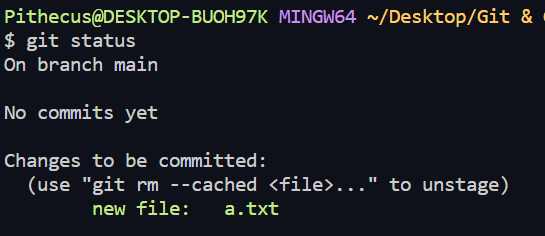 Pithecus@DESKTOP-BUOH97K MINGW64 ~/Desktop/Git &
$ git status
On branch main
No commits yet
Changes to be committed:
(use "git rm --cached <file>..." to unstage)
new file: a.txt